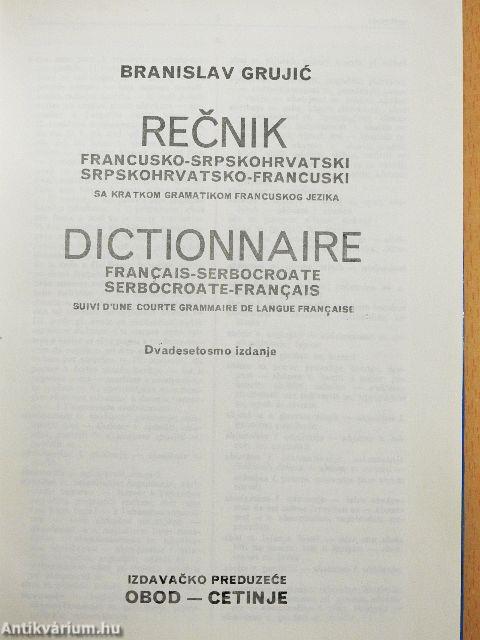 BRANISLAV GRUJIĆ
REČNIK
FRANCUSKO-SRPSKOHRVATSKI
SRPSKOHRVATSKO-FRANCUSKI
SA KRATKOM GRAMATIKOM FRANCUSKOG JEZIKA
DICTIONNAIRE
FRANÇAIS-SERBOCROATE
SERBOCROATE-FRANÇAIS
SUIVI D'UNE COURTE GRAMMAIRE DE LANGUE FRANÇAISE
Dvadesetosmo izdanje
IZDAVAČKO PREDUZEĆE
OBOD — CETINJE
Antikvárium.hu